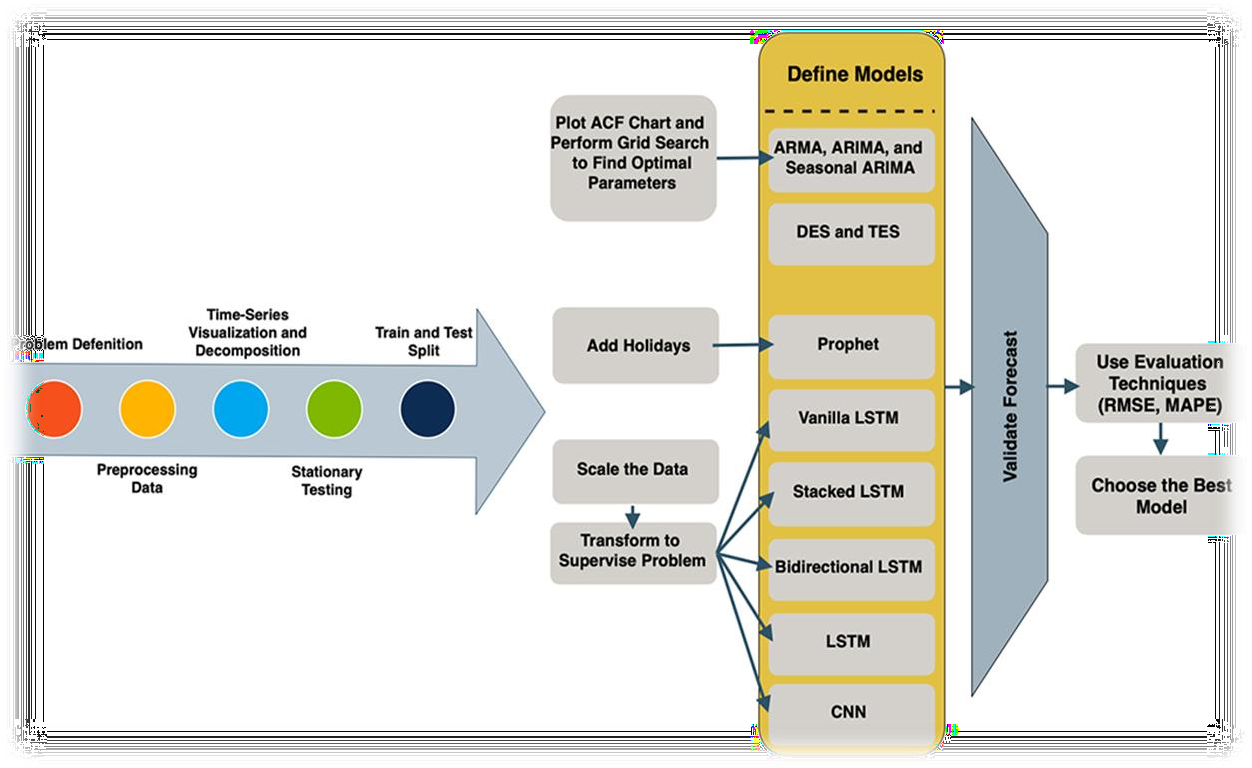 Problem Defenition
Preprocessing
Data
Time-Series
Visualization and
Decomposition
Stationary
Testing
Train and Test
Split
Plot ACF Chart and
Perform Grid Search
to Find Optimal
Parameters
Add Holidays
Scale the Data
Transform to
Supervise Problem
Define Models
ARMA, ARIMA, and
Seasonal ARIMA
DES and TES
Prophet
Vanilla LSTM
Stacked LSTM
Bidirectional LSTM
LSTM
CNN
Validate Forecast
Use Evaluation
Techniques
(RMSE, MAPE)
Choose the Best
Model